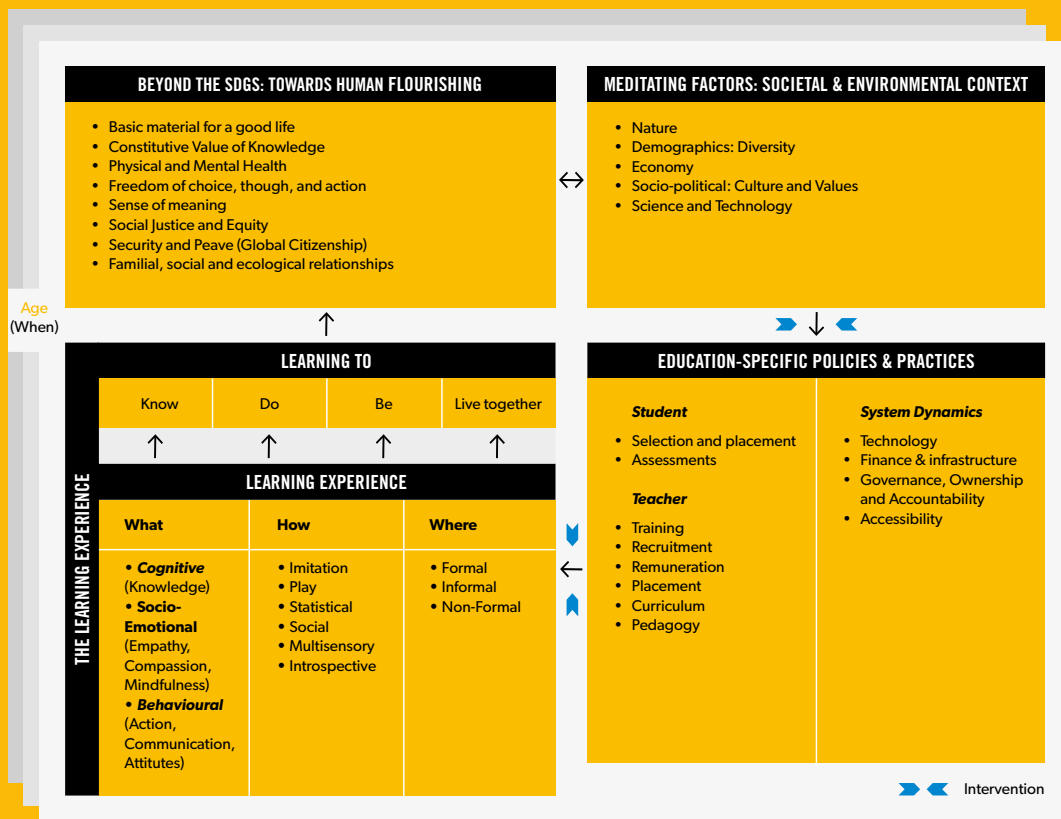 BEYOND THE SDGS: TOWARDS HUMAN FLOURISHING
• Basic material for a good life
• Constitutive Value of Knowledge
• Physical and Mental Health
• Freedom of choice, though, and action
• Sense of meaning
• Social Justice and Equity
• Security and Peave (Global Citizenship)
• Familial, social and ecological relationships
MEDITATING FACTORS: SOCIETAL & ENVIRONMENTAL CONTEXT
• Nature
• Demographics: Diversity
• Economy
• Socio-political: Culture and Values
• Science and Technology
Age
(When)
THE LEARNING EXPERIENCE
LEARNING TO
Know
Do
Be
Live together
LEARNING EXPERIENCE
What
• Cognitive
(Knowledge)
• Socio-
Emotional
(Empathy,
Compassion,
Mindfulness)
• Behavioural
(Action,
Communication,
Attitutes)
How
• Imitation
• Play
• Statistical
• Social
• Multisensory
• Introspective
Where
• Formal
• Informal
• Non-Formal
EDUCATION-SPECIFIC POLICIES & PRACTICES
Student
• Selection and placement
• Assessments
Teacher
• Training
• Recruitment
• Remuneration
• Placement
• Curriculum
• Pedagogy
System Dynamics
• Technology
• Finance & infrastructure
• Governance, Ownership
and Accountability
• Accessibility
Intervention